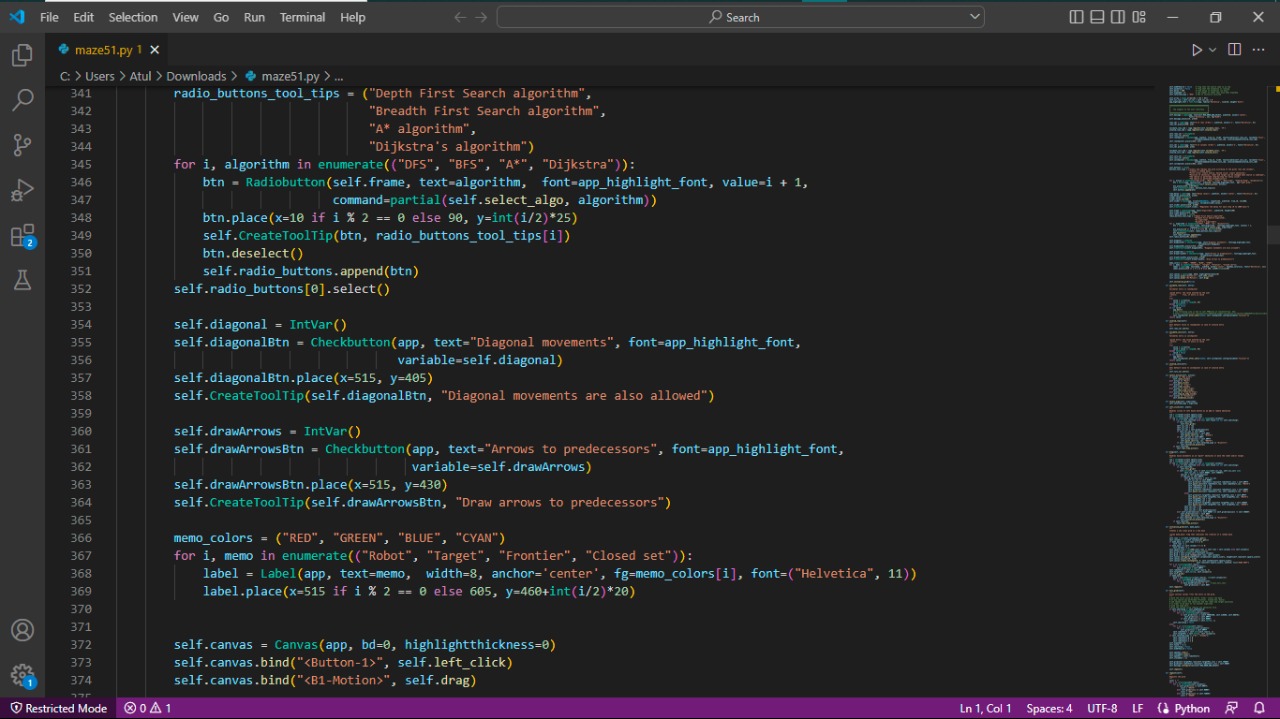 File Edit Selection View Go Run Terminal Help
Search
maze51.py 1
C: > Users > Atul > Downloads > maze51.py > ...
341 radio_buttons_tool_tips = ("Depth First Search algorithm",
342 "Breadth First Search algorithm",
343 "A* algorithm",
344 "Dijkstra's algorithm")
345 for i, algorithm in enumerate(("DFS", "BFS", "A*", "Dijkstra")):
346 btn = Radiobutton(self.frame, text=algorithm,  font=app_highlight_font, value=i + 1,
347 command=partial(self.select_algo, algorithm))
348 btn.place(x=10 if i % 2 == 0 else 90, y=int(i/2)*25)
349 self.CreateToolTip(btn, radio_buttons_tool_tips[i])
350 btn.deselect()
351 self.radio_buttons.append(btn)
352 self.radio_buttons[0].select()
353
354 self.diagonal = IntVar()
355 self.diagonalBtn = Checkbutton(app, text="Diagonal movements", font=app_highlight_font,
356 variable=self.diagonal)
357 self.diagonalBtn.place(x=515, y=405)
358 self.CreateToolTip(self.diagonalBtn, "Diagonal movements are also allowed")
359
360 self.drawArrows = IntVar()
361 self.drawArrowsBtn = Checkbutton(app, text="Arrows to predecessors", font=app_highlight_font,
362 variable=self.drawArrows)
363 self.drawArrowsBtn.place(x=515, y=430)
364 self.CreateToolTip(self.drawArrowsBtn, "Draw arrows to predecessors")
365
366 memo_colors = ("RED", "GREEN", "BLUE", "CYAN")
367 for i, memo in enumerate(("Robot", "Target", "Frontier", "Closed set")):
368 label = Label(app, text=memo,  width=8, anchor='center', fg=memo_colors[i], font=("Helvetica", 11))
369 label.place(x=515 if i % 2 == 0 else 605, y=460+int(i/2)*20)
370
371
372 self.canvas = Canvas(app, bd=0, highlightthickness=0)
373 self.canvas.bind("<Button-1>", self.left_click)
374 self.canvas.bind("<B1-Motion>", self.drag)
375
2
1
Restricted Mode 0 1 Ln 1, Col 1 Spaces: 4 UTF-8 LF Python